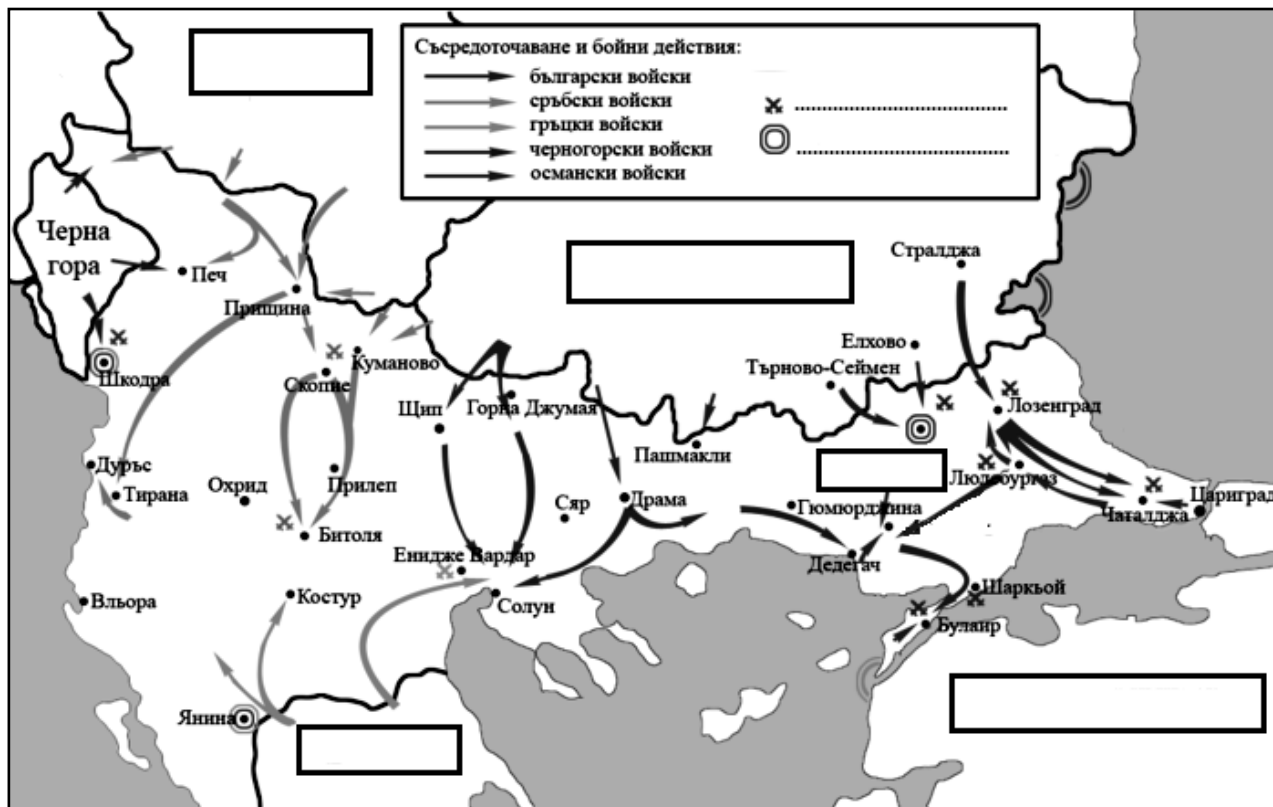 Съсредоточаване и бойни действия:
български войски
сръбски войски
гръцки войски
черногорски войски
османски войски
Черна
гора
Печ
Прищина
Шкодра
Скопие
Куманово
Щип
Горна Джумая
Стралджа
Елхово
Търново-Сеймен
Лозенград
Пашмакли
Люлебургаз
Дуръс
Тирана
Охрид
Прилеп
Битоля
Сяр
Драма
Гюмюрджина
Чаталджа
Цариград
Енидже Вардар
Дедегач
Вльора
Костур
Солун
Шаркьой
Булаир
Янина